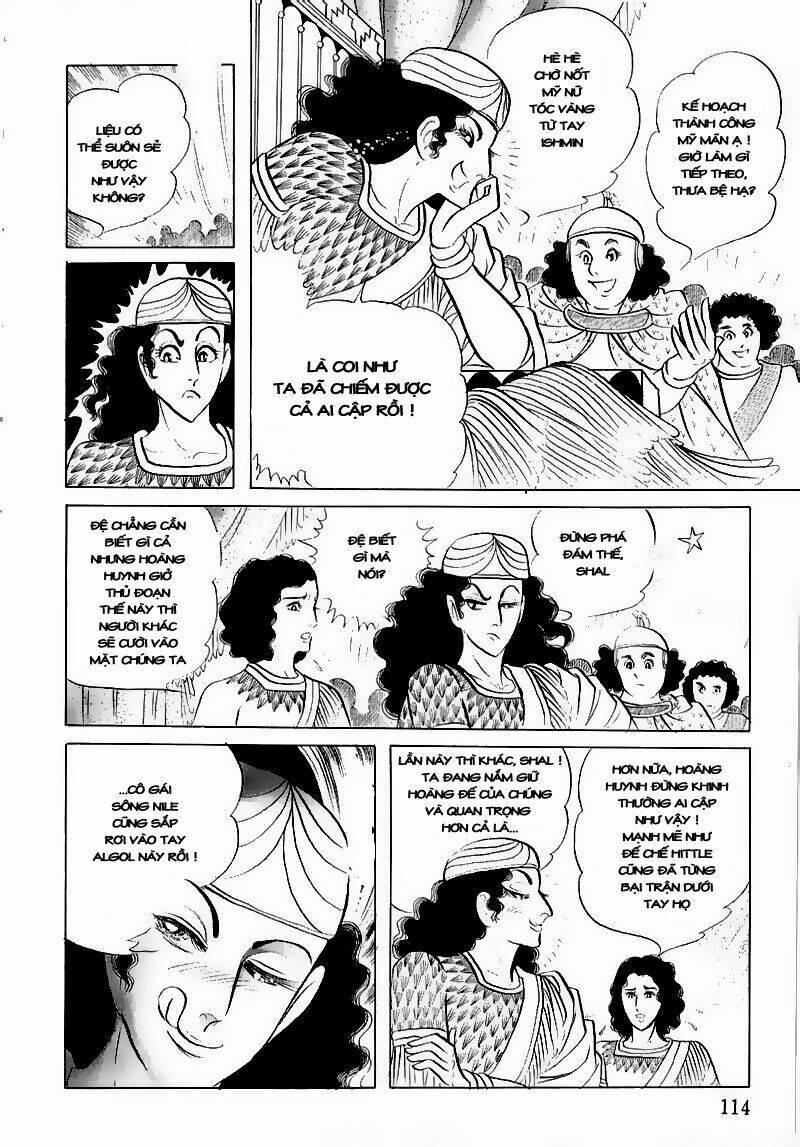 KẾ HOẠCH
THÀNH CÔNG
MỸ MÃN Ạ !
GIỜ LÀM GÌ
TIẾP THEO,
THƯA BỆ HẠ?
HÈ HÈ
CHỜ NỐT
MỸ NỮ
TÓC VÀNG
TỪ TAY
ISHMIN
LÀ COI NHƯ
TA ĐÃ CHIẾM ĐƯỢC
CẢ AI CẬP RỒI !
LIỆU CÓ
THỂ SUÔN SẺ
ĐƯỢC
NHƯ VẬY
KHÔNG?
ĐỪNG PHÁ
ĐÁM THẾ,
SHAL
ĐỆ BIẾT
GÌ MÀ
NÓI?
ĐỆ CHẲNG CẦN
BIẾT GÌ CẢ
NHƯNG HOÀNG
HUYNH GIỞ
THỦ ĐOẠN
THẾ NÀY THÌ
NGƯỜI KHÁC
SẼ CƯỜI VÀO
MẶT CHÚNG TA
HƠN NỮA, HOÀNG
HUYNH ĐỪNG KHINH
THƯỜNG AI CẬP
NHƯ VẬY !
MẠNH MẼ NHƯ
ĐẾ CHẾ HITTLE
CŨNG ĐÃ TỪNG
BẠI TRẬN DƯỚI
TAY HỌ
LẦN NÀY THÌ KHÁC, SHAL !
TA ĐANG NẮM GIỮ
HOÀNG ĐẾ CỦA CHÚNG
VÀ QUAN TRỌNG
HƠN CẢ LÀ...
...CÔ GÁI
SÔNG NILE
CŨNG SẮP
RƠI VÀO TAY
ALGOL NÀY RỒI !
114